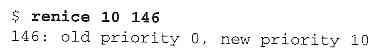 $ renice 10 146
146: old priority 0, new priority 10